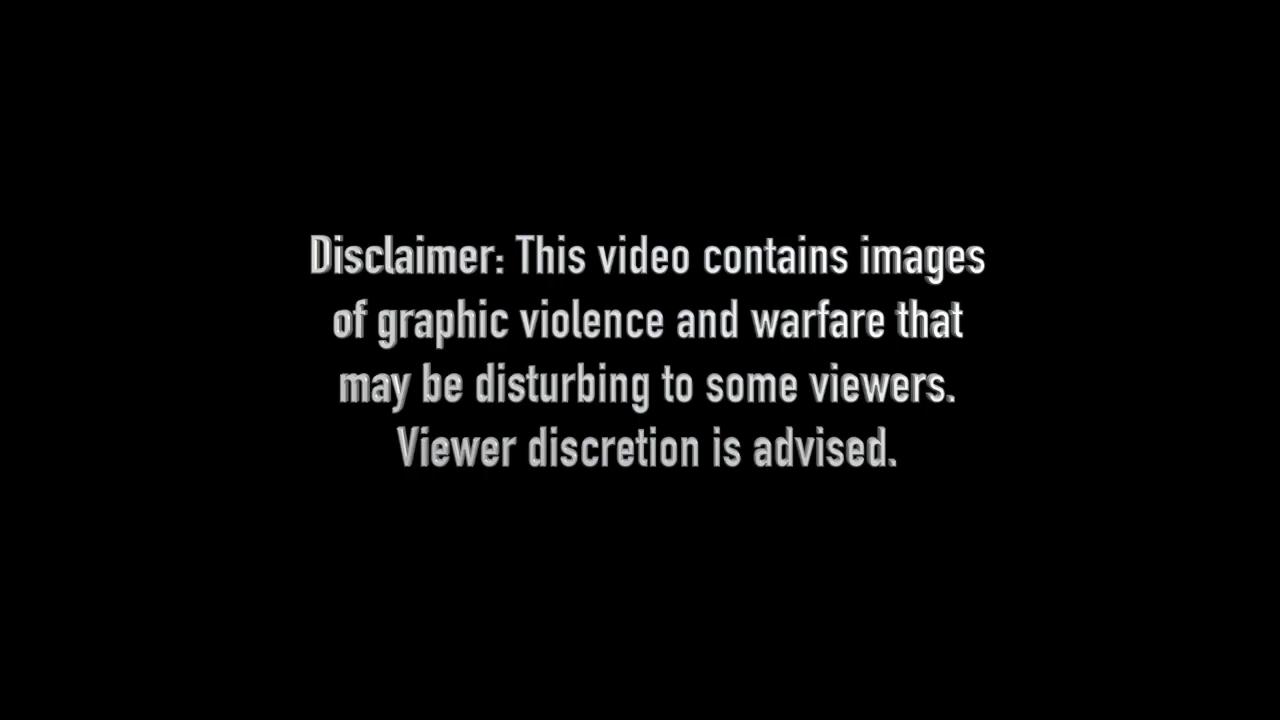 Disclaimer: This video contains images
of graphic violence and warfare that
may be disturbing to some viewers.
Viewer discretion is advised.